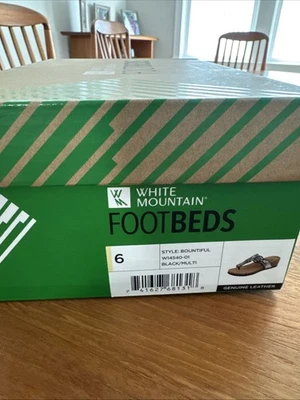 WHITE
MOUNTAIN®
FOOTBEDS
6
STYLE: BOUNTIFUL
W14540-01
BLACK/MULTI
GENUINE LEATHER